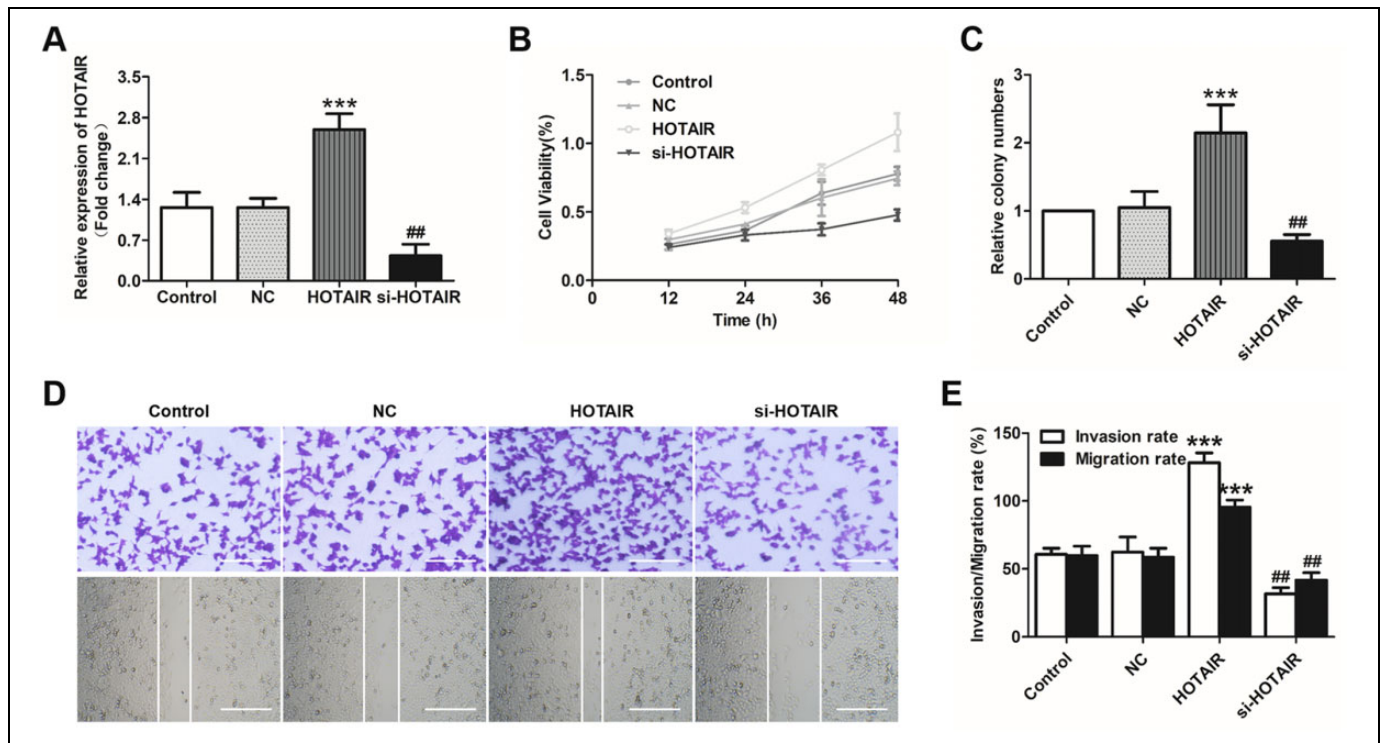 A
Relative expression of HOTAIR
(Fold change)
3.5
2.8
2.1
1.4
0.7
0.0
***
##
Control NC HOTAIR si-HOTAIR
B
Cell Viability(%)
1.5
1.0
0.5
0.0
Control
NC
HOTAIR
si-HOTAIR
0 12 24 36 48
Time (h)
C
Relative colony numbers
3
2
1
0
***
##
Control
NC
HOTAIR
si-HOTAIR
D
Control NC HOTAIR si-HOTAIR
E
Invasion/Migration rate (%)
150
100
50
0
Invasion rate
Migration rate
***
***
##
##
Control
NC
HOTAIR
si-HOTAIR